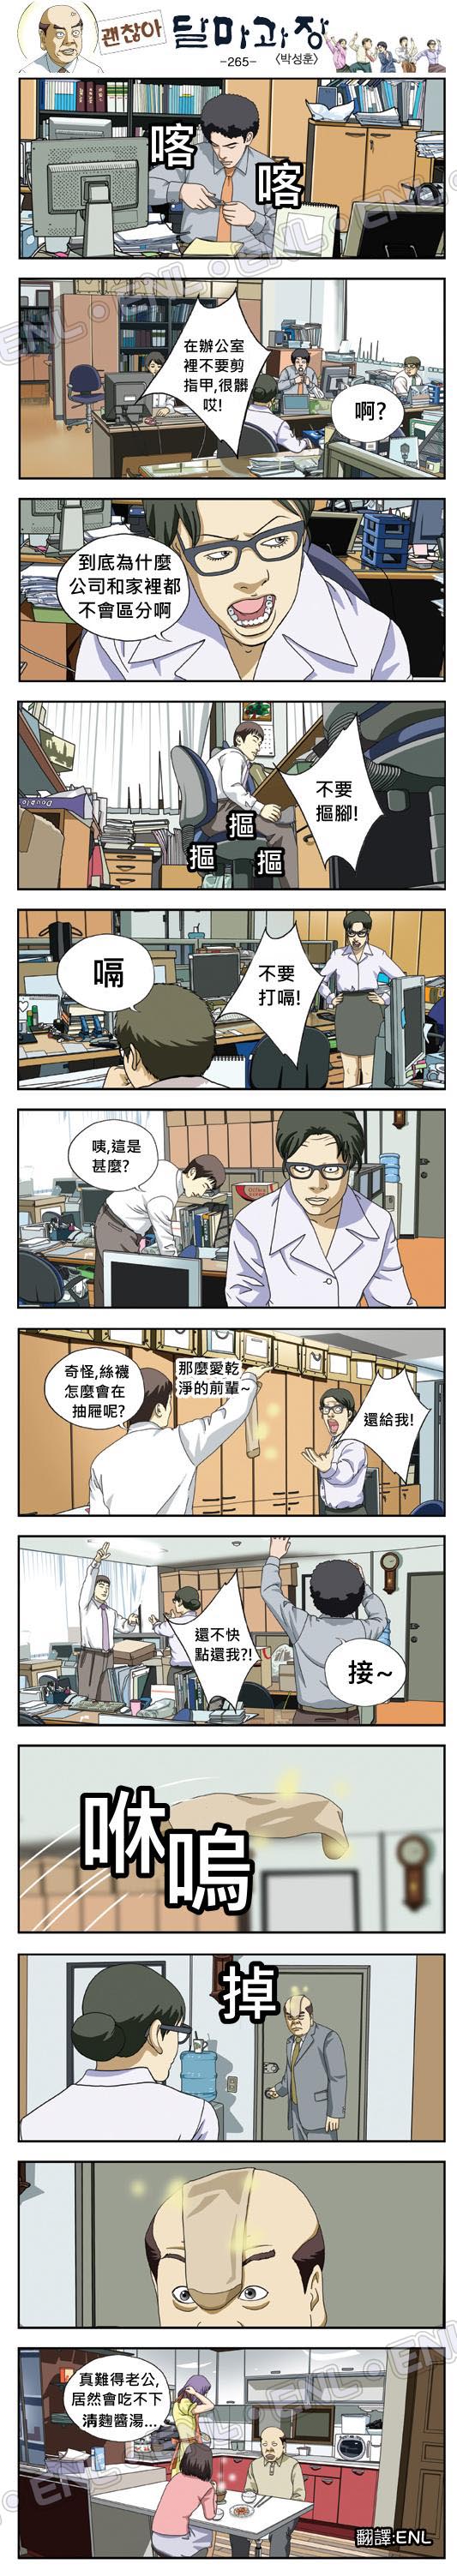 괜찮아
달마과장
-265-
〈박성훈〉
喀
喀
在辦公室
裡不要剪
指甲,很髒
哎!
啊?
到底為什麼
公司和家裡都
不會區分啊
不要
摳腳!
摳
摳
摳
嗝
不要
打嗝!
咦,這是
甚麼?
奇怪,絲襪
怎麼會在
抽屜呢?
那麼愛乾
淨的前輩~
還給我!
還不快
点還我?!
接~
咻
嗚
掉
真難得老公,
居然會吃不下
清麴醬湯...
翻譯:ENL
ENL